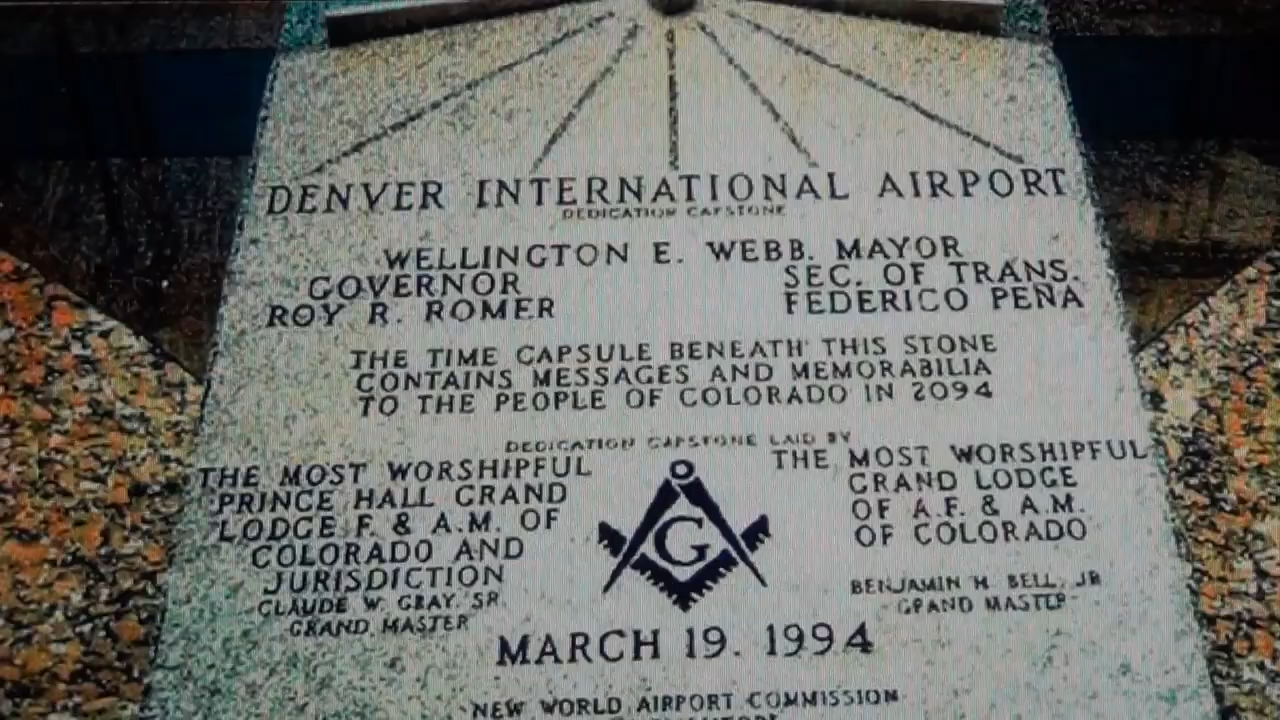 DENVER INTERNATIONAL AIRPORT
DEDICATION CAPSTONE
WELLINGTON E. WEBB. MAYOR
GOVERNOR
ROY R. ROMER
SEC. OF TRANS.
FEDERICO PEÑA
THE TIME CAPSULE BENEATH THIS STONE
CONTAINS MESSAGES AND MEMORABILIA
TO THE PEOPLE OF COLORADO IN 2094
DEDICATION CAPSTONE LAID BY
THE MOST WORSHIPFUL
PRINCE HALL GRAND
LODGE F. & A.M. OF
COLORADO AND
JURISDICTION
CLAUDE W. GRAY. SR.
GRAND MASTER
G
THE MOST WORSHIPFUL
GRAND LODGE
OF A.F. & A.M.
OF COLORADO
BENJAMIN H. BELL, JR
GRAND MASTER
MARCH 19. 1994
NEW WORLD AIRPORT COMMISSION